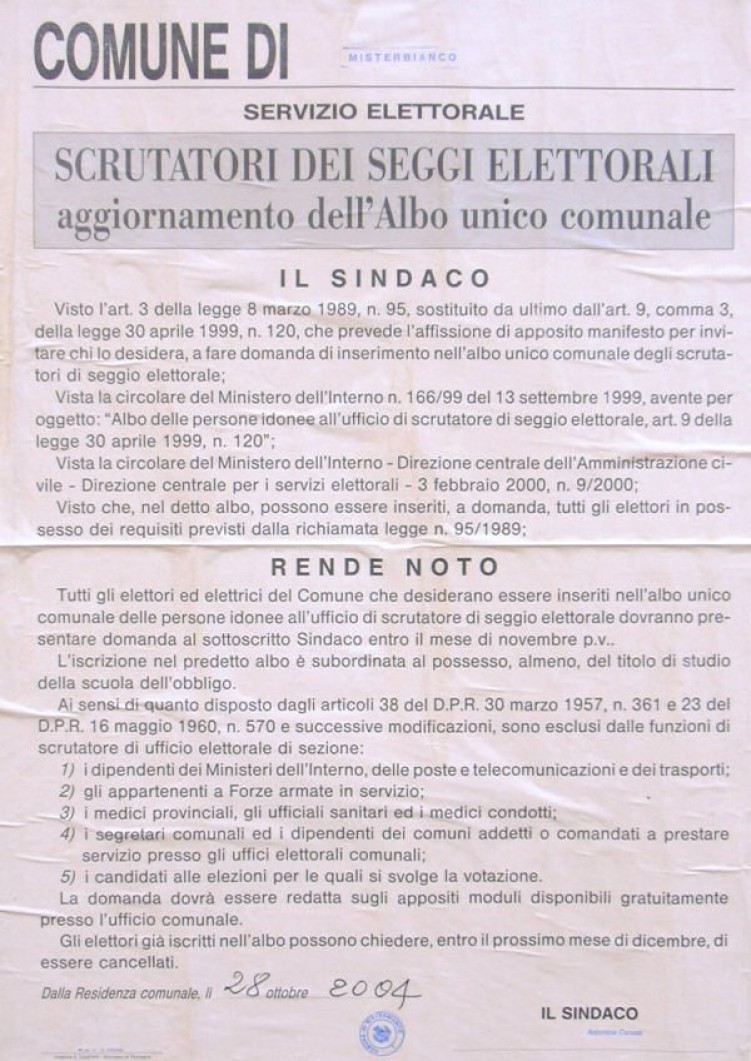 COMUNE DI MISTERBIANCO
SERVIZIO ELETTORALE
SCRUTATORI DEI SEGGI ELETTORALI
aggiornamento dell'Albo unico comunale
IL SINDACO
Visto l'art. 3 della legge 8 marzo 1989, n. 95, sostituito da ultimo dall'art. 9, comma 3,
della legge 30 aprile 1999, n. 120, che prevede l'affissione di apposito manifesto per invi-
tare chi lo desidera, a fare domanda di inserimento nell'albo unico comunale degli scruta-
tori di seggio elettorale;
Vista la circolare del Ministero dell'Interno n. 166/99 del 13 settembre 1999, avente per
oggetto: "Albo delle persone idonee all'ufficio di scrutatore di seggio elettorale, art. 9 della
legge 30 aprile 1999, n. 120";
Vista la circolare del Ministero dell'Interno - Direzione centrale dell'Amministrazione ci-
vile - Direzione centrale per i servizi elettorali - 3 febbraio 2000, n. 9/2000;
Visto che, nel detto albo, possono essere inseriti, a domanda, tutti gli elettori in pos-
sesso dei requisiti previsti dalla richiamata legge n. 95/1989;
RENDE NOTO
Tutti gli elettori ed elettrici del Comune che desiderano essere inseriti nell'albo unico
comunale delle persone idonee all'ufficio di scrutatore di seggio elettorale dovranno pre-
sentare domanda al sottoscritto Sindaco entro il mese di novembre p.v..
L'iscrizione nel predetto albo è subordinata al possesso, almeno, del titolo di studio
della scuola dell'obbligo.
Ai sensi di quanto disposto dagli articoli 38 del D.P.R. 30 marzo 1957, n. 361 e 23 del
D.P.R. 16 maggio 1960, n. 570 e successive modificazioni, sono esclusi dalle funzioni di
scrutatore di ufficio elettorale di sezione:
1) i dipendenti dei Ministeri dell'Interno, delle poste e telecomunicazioni e dei trasporti;
2) gli appartenenti a Forze armate in servizio;
3) i medici provinciali, gli ufficiali sanitari ed i medici condotti;
4) i segretari comunali ed i dipendenti dei comuni addetti o comandati a prestare
servizio presso gli uffici elettorali comunali;
5) i candidati alle elezioni per le quali si svolge la votazione.
La domanda dovrà essere redatta sugli appositi moduli disponibili gratuitamente
presso l'ufficio comunale.
Gli elettori già iscritti nell'albo possono chiedere, entro il prossimo mese di dicembre, di
essere cancellati.
Dalla Residenza comunale, lì 28 ottobre 2004
IL SINDACO